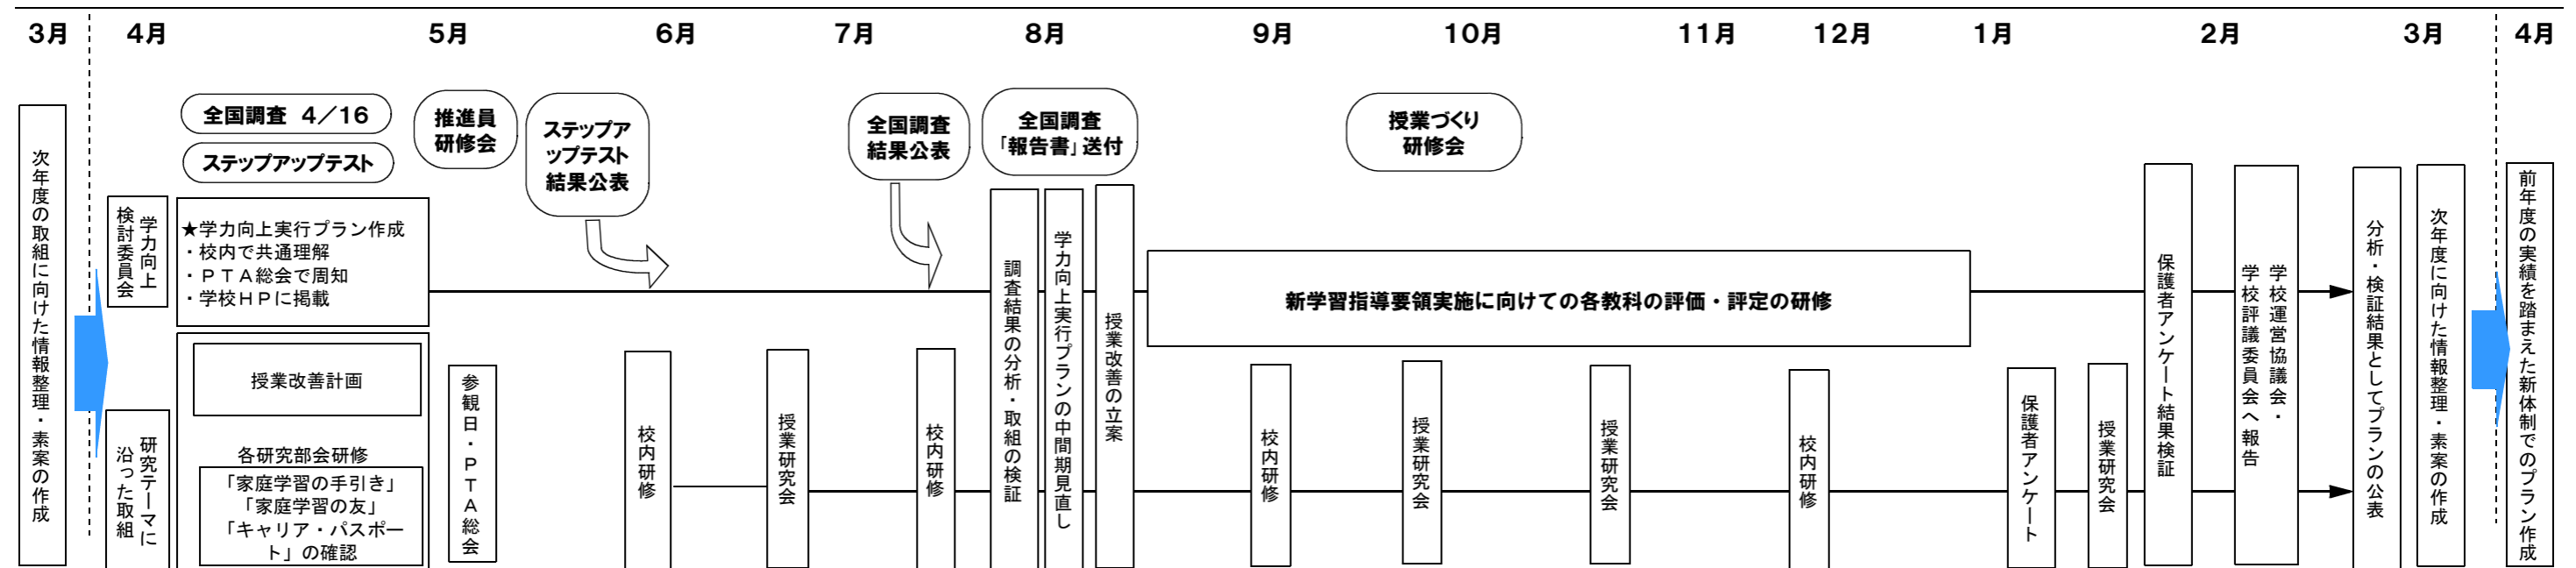 3月
4月
5月
6月
7月
8月
9月
10月
11月
12月
1月
2月
3月
4月
次年度の取組に向けた情報整理・素案の作成
全国調査 4/16
ステップアップテスト
学力向上
検討委員会
★学力向上実行プラン作成
・校内で共通理解
・PTA総会で周知
・学校HPに掲載
研究テーマに
沿った取組
授業改善計画
各研究部会研修
「家庭学習の手引き」
「家庭学習の友」
「キャリア・パスポー
ト」の確認
推進員
研修会
参観日・PTA総会
ステップア
ップテスト
結果公表
校内研修
授業研究会
全国調査
結果公表
校内研修
全国調査
「報告書」送付
調査結果の分析・取組の検証
学力向上実行プランの中間期見直し
授業改善の立案
授業づくり
研修会
新学習指導要領実施に向けての各教科の評価・評定の研修
校内研修
授業研究会
授業研究会
校内研修
保護者アンケート
授業研究会
保護者アンケート結果検証
学校運営協議会・
学校評議委員会へ報告
分析・検証結果としてプランの公表
次年度に向けた情報整理・素案の作成
前年度の実績を踏まえた新体制でのプラン作成